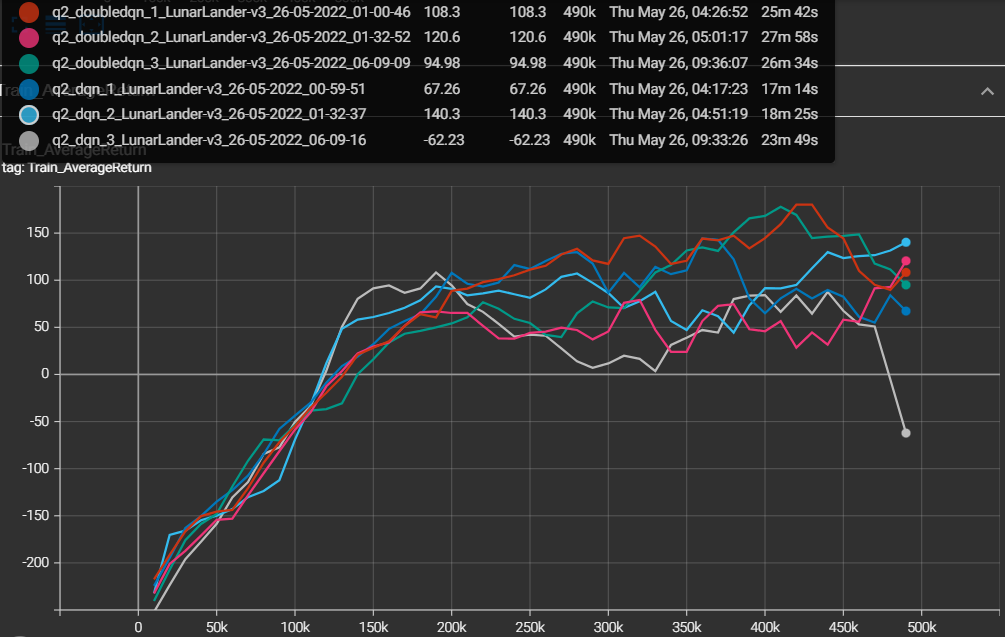 q2_doubledqn_1_LunarLander-v3_26-05-2022_01-00-46 108.3 108.3 490k Thu May 26, 04:26:52 25m 42s
q2_doubledqn_2_LunarLander-v3_26-05-2022_01-32-52 120.6 120.6 490k Thu May 26, 05:01:17 27m 58s
q2_doubledqn_3_LunarLander-v3_26-05-2022_06-09-09 94.98 94.98 490k Thu May 26, 09:36:07 26m 34s
q2_dqn_1_LunarLander-v3_26-05-2022_00-59-51 67.26 67.26 490k Thu May 26, 04:17:23 17m 14s
q2_dqn_2_LunarLander-v3_26-05-2022_01-32-37 140.3 140.3 490k Thu May 26, 04:51:19 18m 25s
q2_dqn_3_LunarLander-v3_26-05-2022_06-09-16 -62.23 -62.23 490k Thu May 26, 09:33:26 23m 49s
Train_AverageReturn
tag: Train_AverageReturn
150
100
50
0
-50
-100
-150
-200
0 50k 100k 150k 200k 250k 300k 350k 400k 450k 500k